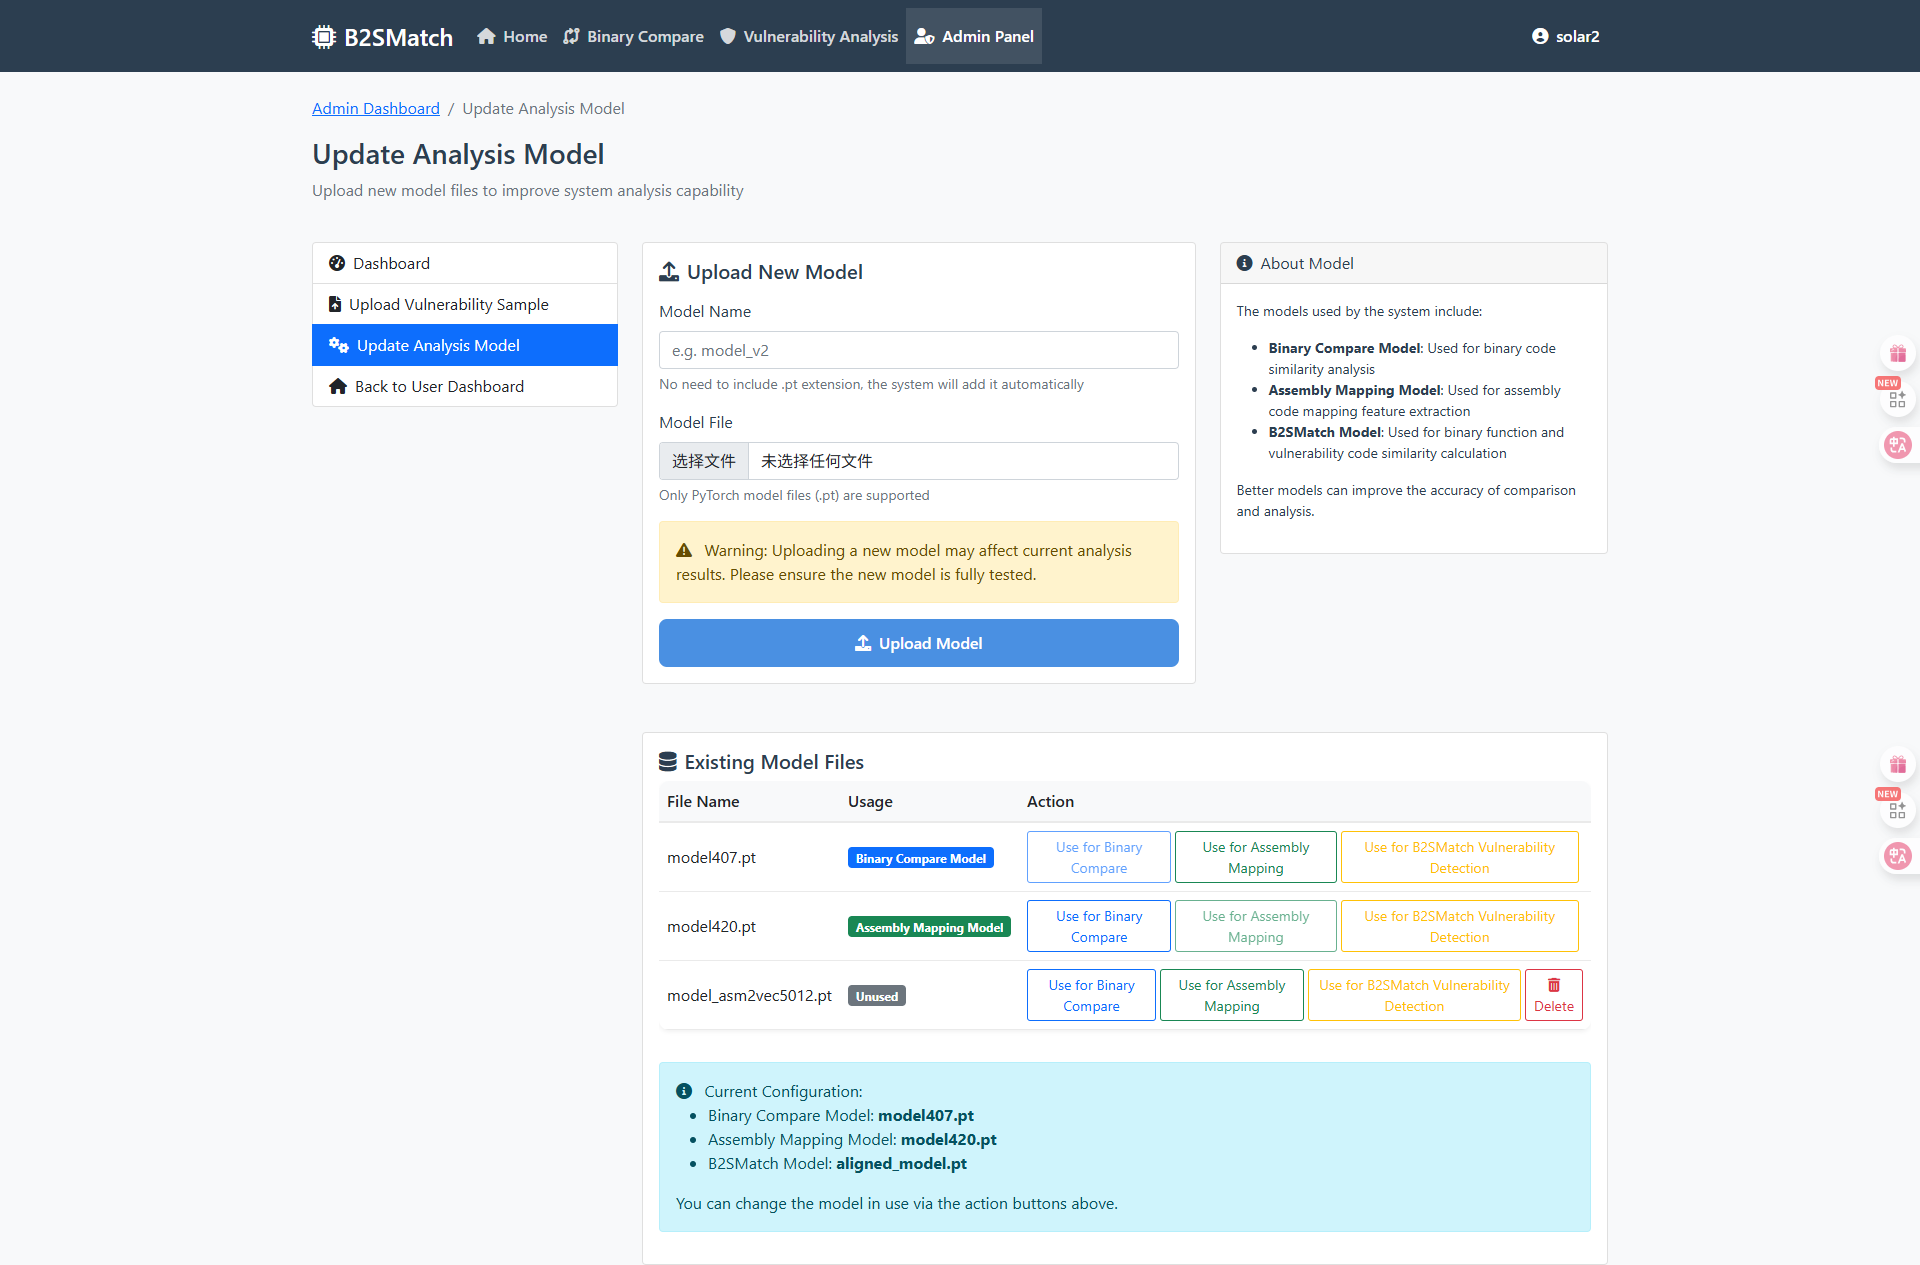 B2SMatch
Home
Binary Compare
Vulnerability Analysis
Admin Panel
solar2
Admin Dashboard / Update Analysis Model
Update Analysis Model
Upload new model files to improve system analysis capability
Dashboard
Upload Vulnerability Sample
Update Analysis Model
Back to User Dashboard
Upload New Model
Model Name
e.g. model_v2
No need to include .pt extension, the system will add it automatically
Model File
选择文件 未选择任何文件
Only PyTorch model files (.pt) are supported
Warning: Uploading a new model may affect current analysis
results. Please ensure the new model is fully tested.
Upload Model
About Model
The models used by the system include:
Binary Compare Model: Used for binary code
similarity analysis
Assembly Mapping Model: Used for assembly
code mapping feature extraction
B2SMatch Model: Used for binary function and
vulnerability code similarity calculation
Better models can improve the accuracy of comparison
and analysis.
NEW
中A
Existing Model Files
File Name Usage Action
model407.pt
Binary Compare Model
Use for Binary
Compare
Use for Assembly
Mapping
Use for B2SMatch Vulnerability
Detection
model420.pt
Assembly Mapping Model
Use for Binary
Compare
Use for Assembly
Mapping
Use for B2SMatch Vulnerability
Detection
model_asm2vec5012.pt
Unused
Use for Binary
Compare
Use for Assembly
Mapping
Use for B2SMatch Vulnerability
Detection
Delete
NEW
中A
Current Configuration:
Binary Compare Model: model407.pt
Assembly Mapping Model: model420.pt
B2SMatch Model: aligned_model.pt
You can change the model in use via the action buttons above.